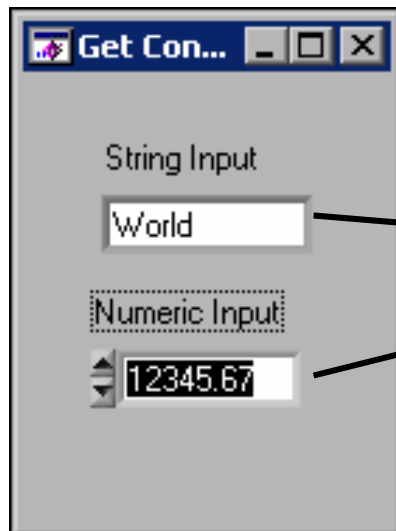 Get Con...
String Input
World
Numeric Input
12345.67